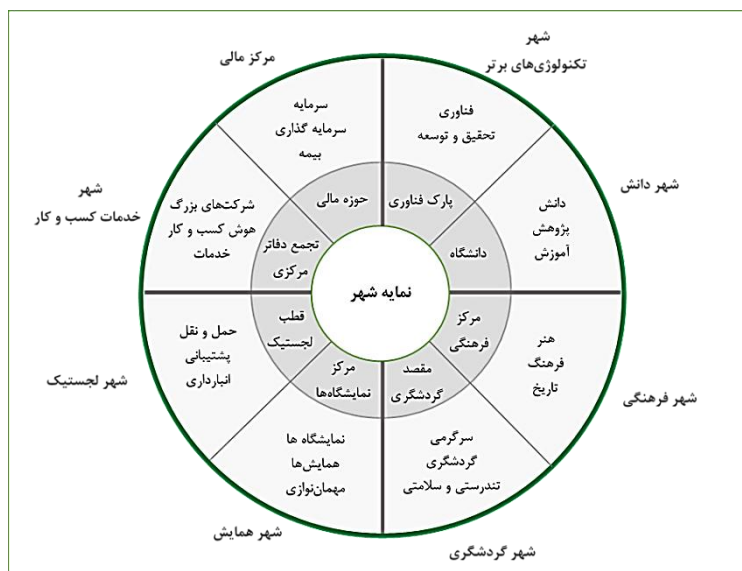 شهر
تکنولوژی‌های برتر
مرکز مالی
فناوری
تحقیق و توسعه
سرمایه
سرمایه گذاری
بیمه
شهر دانش
دانش
پژوهش
آموزش
پارک فناوری
حوزه مالی
شرکت‌های بزرگ
هوش کسب و کار
خدمات
شهر
خدمات کسب و کار
دانشگاه
تجمع دفاتر
مرکزی
نمایه شهر
مرکز
فرهنگی
قطب
لجستیک
هنر
فرهنگ
تاریخ
شهر فرهنگی
حمل و نقل
پشتیبانی
انبارداری
شهر لجستیک
مقصد
گردشگری
مرکز
نمایشگاه‌ها
سرگرمی
گردشگری
تندرستی و سلامتی
نمایشگاه ها
همایش‌ها
مهمان‌نوازی
شهر گردشگری
شهر همایش